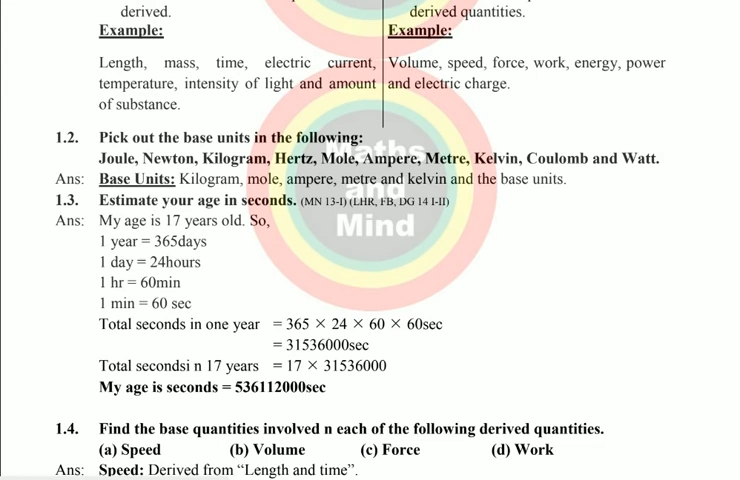 derived.
derived quantities.
Example:
Example:
Length, mass, time, electric current,
temperature, intensity of light and amount
of substance.
Volume, speed, force, work, energy, power
and electric charge.
1.2. Pick out the base units in the following:
Joule, Newton, Kilogram, Hertz, Mole, Ampere, Metre, Kelvin, Coulomb and Watt.
Ans: Base Units: Kilogram, mole, ampere, metre and kelvin and the base units.
1.3. Estimate your age in seconds. (MN 13-I) (LHR, FB, DG 14 I-II)
Ans: My age is 17 years old. So,
1 year = 365days
1 day = 24hours
1 hr = 60min
1 min = 60 sec
Total seconds in one year = 365 × 24 × 60 × 60sec
= 31536000sec
Total secondsi n 17 years = 17 × 31536000
My age is seconds = 536112000sec
1.4. Find the base quantities involved n each of the following derived quantities.
(a) Speed (b) Volume (c) Force (d) Work
Ans: Speed: Derived from “Length and time”.
Maths
and
Mind